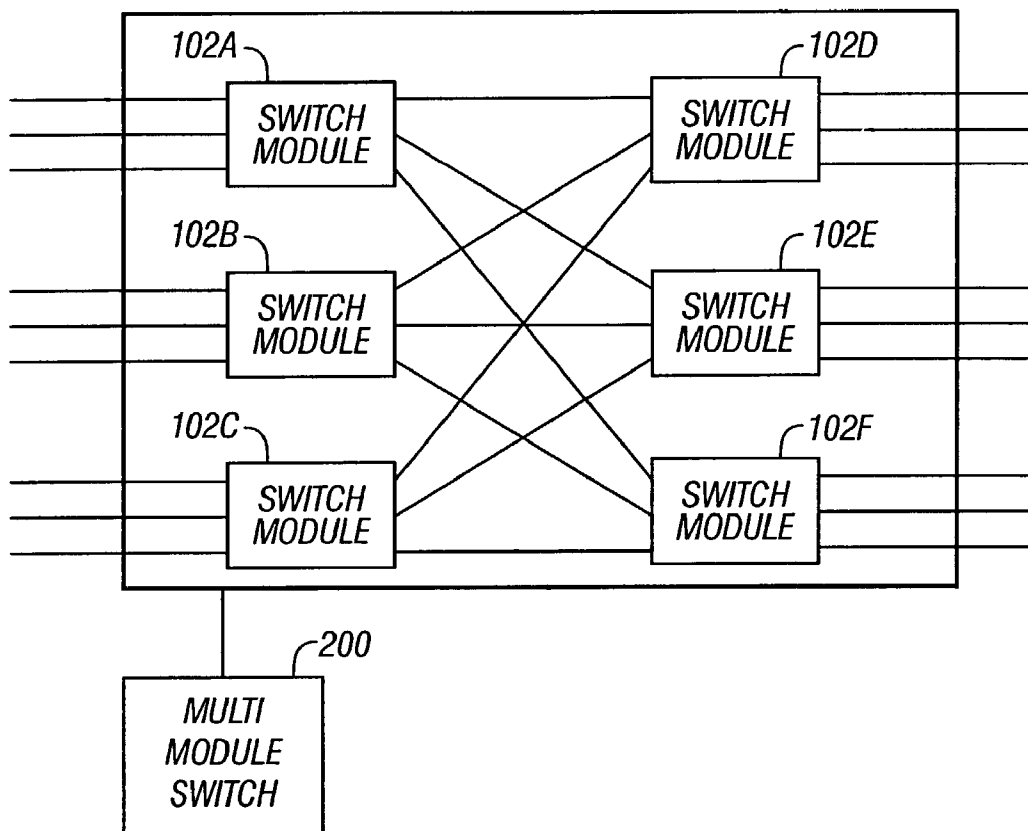 102A
SWITCH
MODULE
102D
SWITCH
MODULE
102B
SWITCH
MODULE
102E
SWITCH
MODULE
102C
SWITCH
MODULE
102F
SWITCH
MODULE
200
MULTI
MODULE
SWITCH